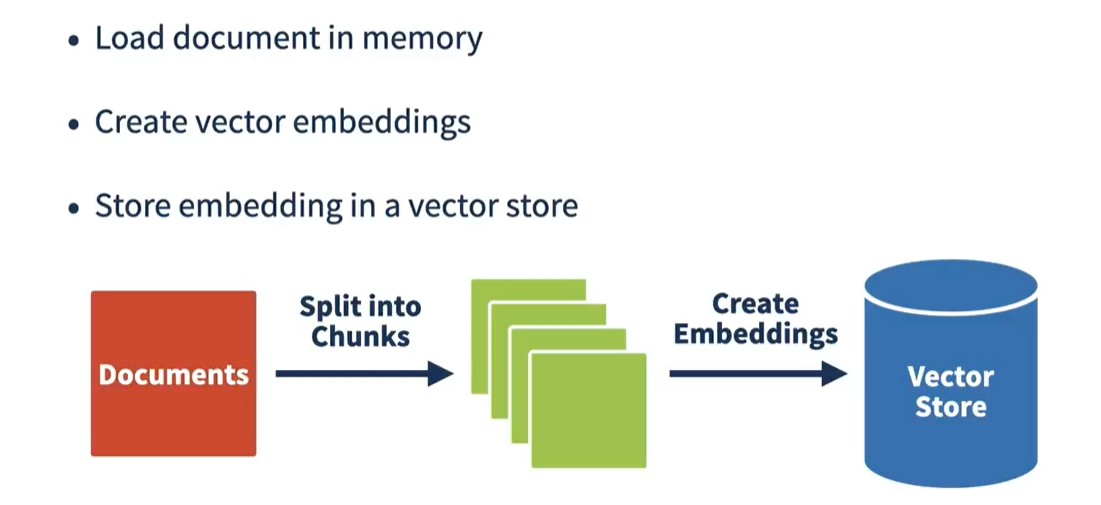 • Load document in memory
• Create vector embeddings
• Store embedding in a vector store
Split into
Chunks
Create
Embeddings
Documents
Vector
Store